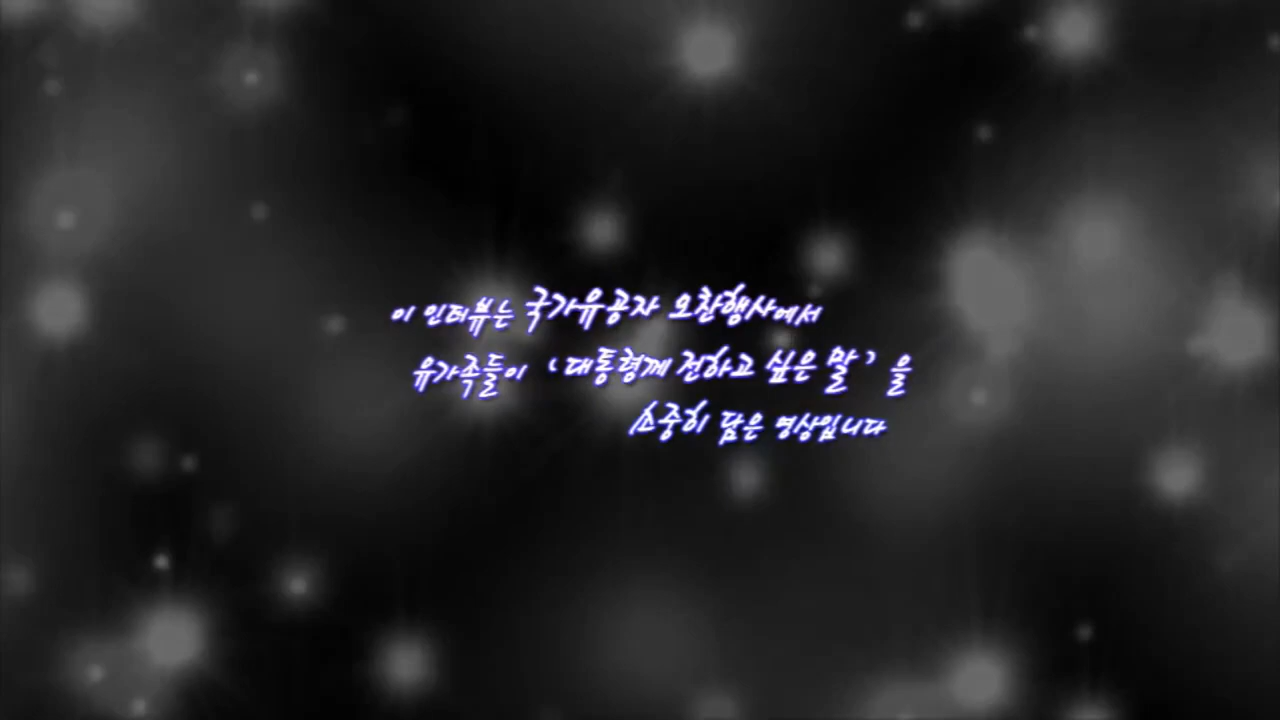 이 인터뷰는 국가유공자 오찬행사에서
유가족들이 '대통령께 전하고 싶은 말'을
소중히 담은 영상입니다